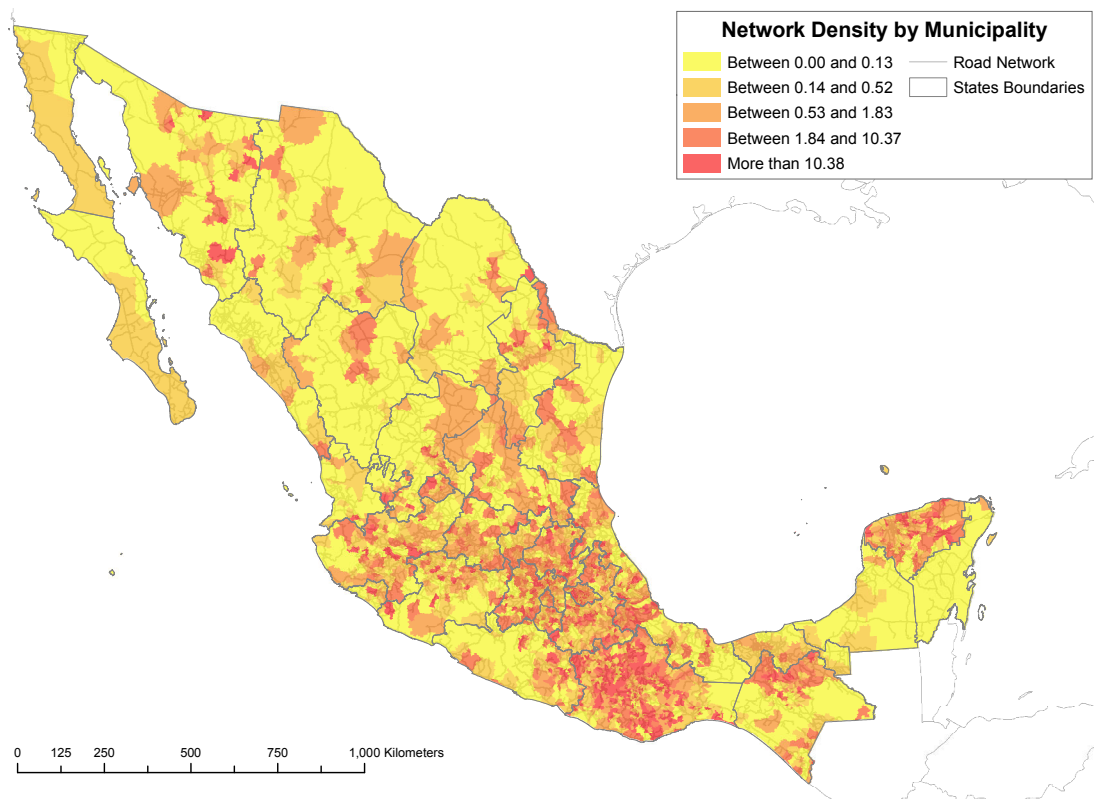 Network Density by Municipality
Between 0.00 and 0.13
Road Network
Between 0.14 and 0.52
States Boundaries
Between 0.53 and 1.83
Between 1.84 and 10.37
More than 10.38
0 125 250 500 750 1,000 Kilometers